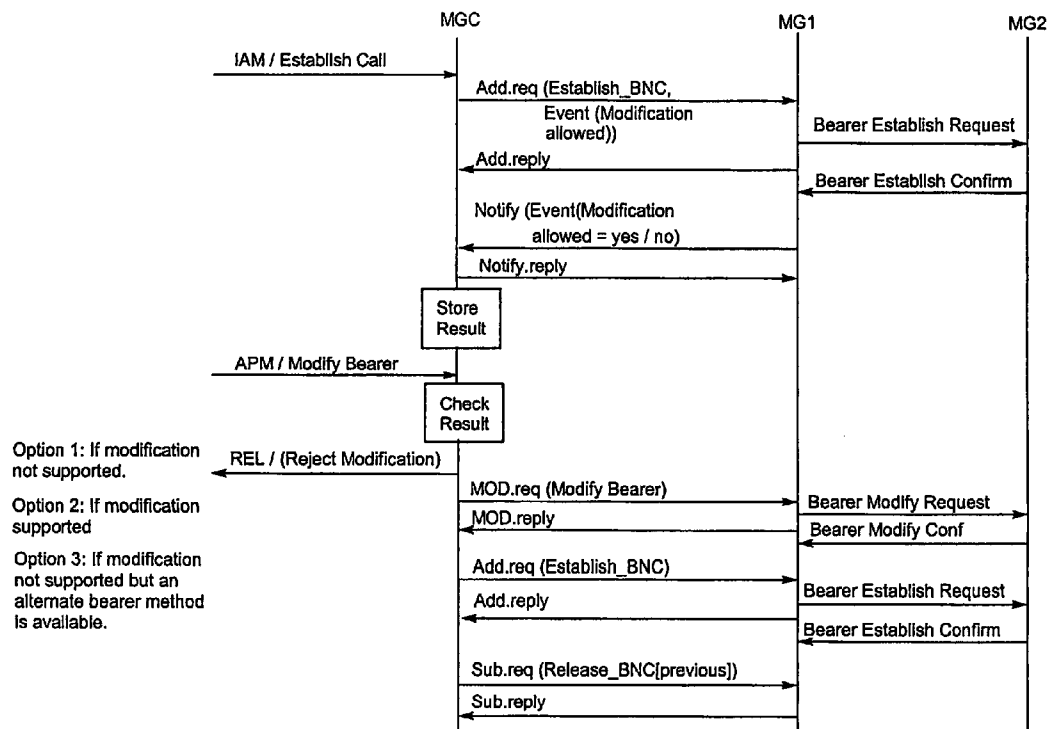 MGC
MG1
MG2
IAM / Establish Call
Add.req (Establish_BNC,
Event (Modification
allowed))
Bearer Establish Request
Add.reply
Bearer Establish Confirm
Notify (Event(Modification
allowed = yes / no)
Notify.reply
Store
Result
APM / Modify Bearer
Check
Result
Option 1: If modification
not supported.
REL / (Reject Modification)
MOD.req (Modify Bearer)
Bearer Modify Request
Option 2: If modification
supported
MOD.reply
Bearer Modify Conf
Option 3: If modification
not supported but an
alternate bearer method
is available.
Add.req (Establish_BNC)
Bearer Establish Request
Add.reply
Bearer Establish Confirm
Sub.req (Release_BNC[previous])
Sub.reply